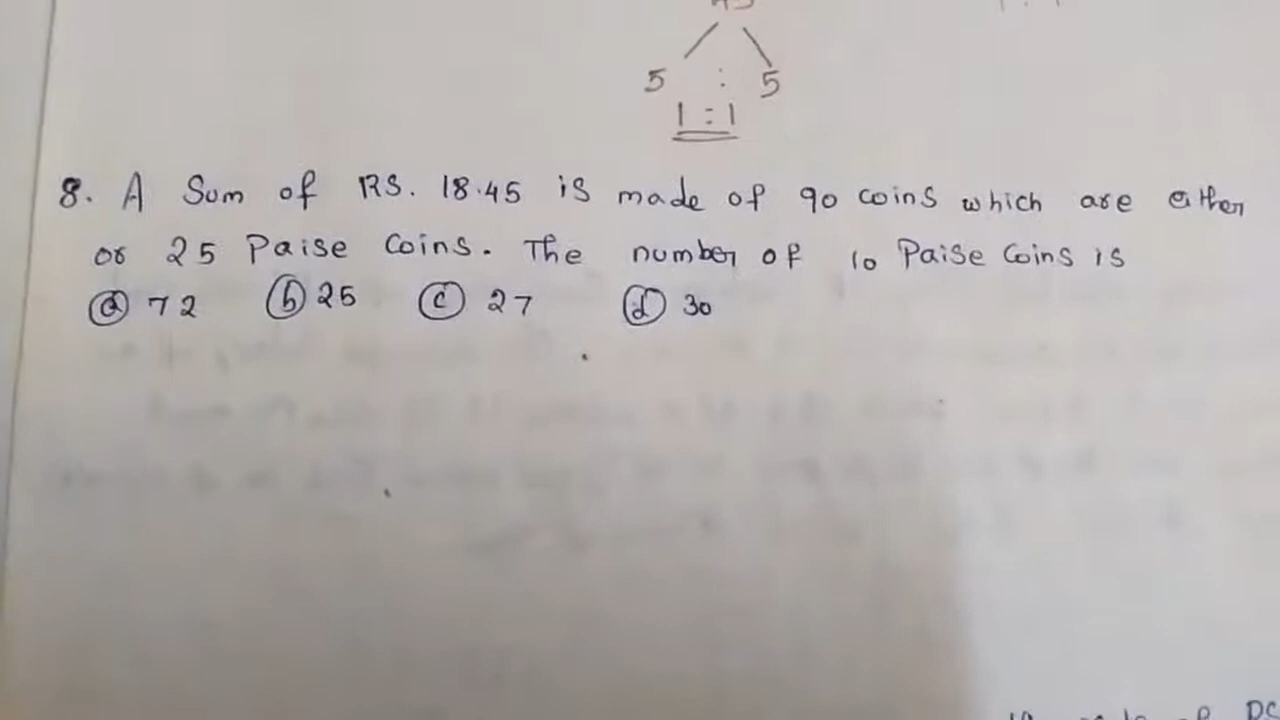 5 : 5
1 : 1
8. A Sum of RS. 18.45 is made of 90 coins which are either
or 25 Paise Coins. The number of 10 Paise Coins is
(a) 72 (b) 25 (c) 27 (d) 30